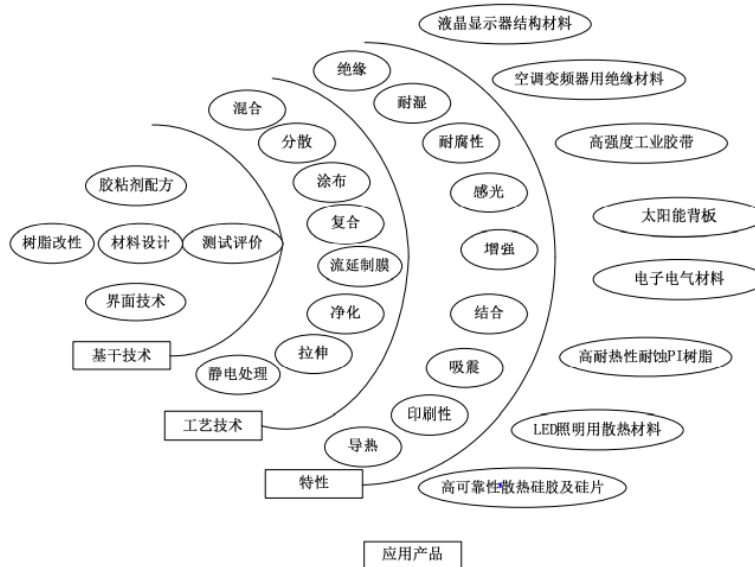 液晶显示器结构材料
绝缘
空调变频器用绝缘材料
混合
耐湿
分散
耐腐性
高强度工业胶带
胶粘剂配方
涂布
感光
复合
太阳能背板
树脂改性
材料设计
测试评价
增强
流延制膜
电子电气材料
界面技术
净化
结合
基干技术
拉伸
高耐热性耐蚀PI树脂
静电处理
吸震
印刷性
工艺技术
LED照明用散热材料
导热
特性
高可靠性散热硅胶及硅片
应用产品